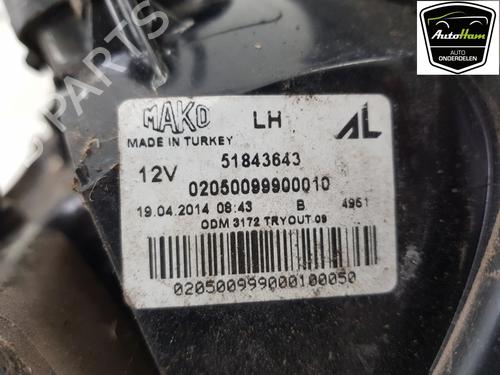 AutoHam
AUTO
ONDERDELEN
PARTS
MAKO LH AL
MADE IN TURKEY
12V 51843643
02050099900010
19.04.2014 08:43 B 4951
ODM 3172 TRYOUT 09
020500999000100050